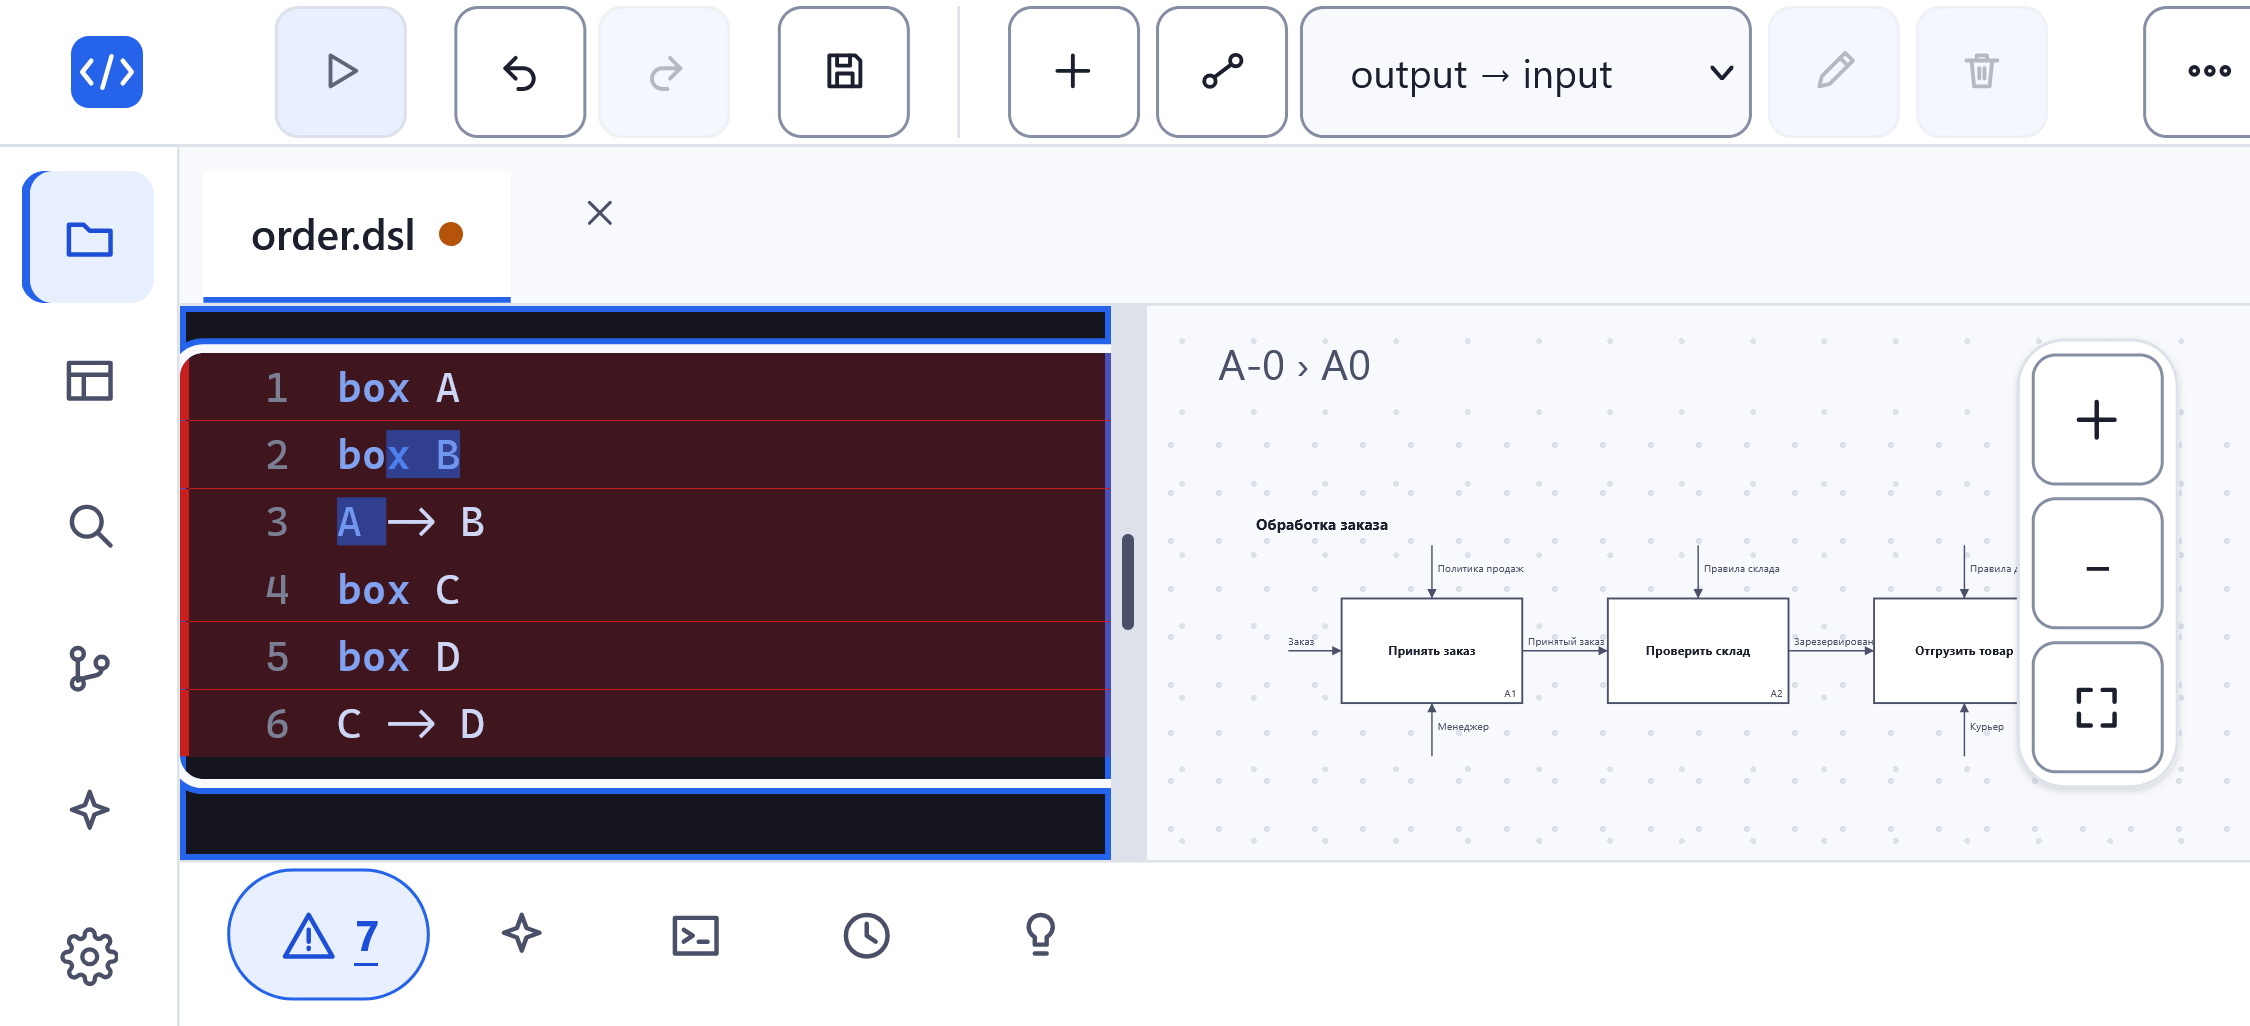 output → input
order.dsl
1 box A
2 box B
3 A -> B
4 box C
5 box D
6 C -> D
A-0 › A0
Обработка заказа
Политика продаж
Правила склада
Правила
Заказ
Принять заказ
A1
Принятый заказ
Проверить склад
A2
Зарезервирован
Отгрузить товар
Менеджер
Курьер
7